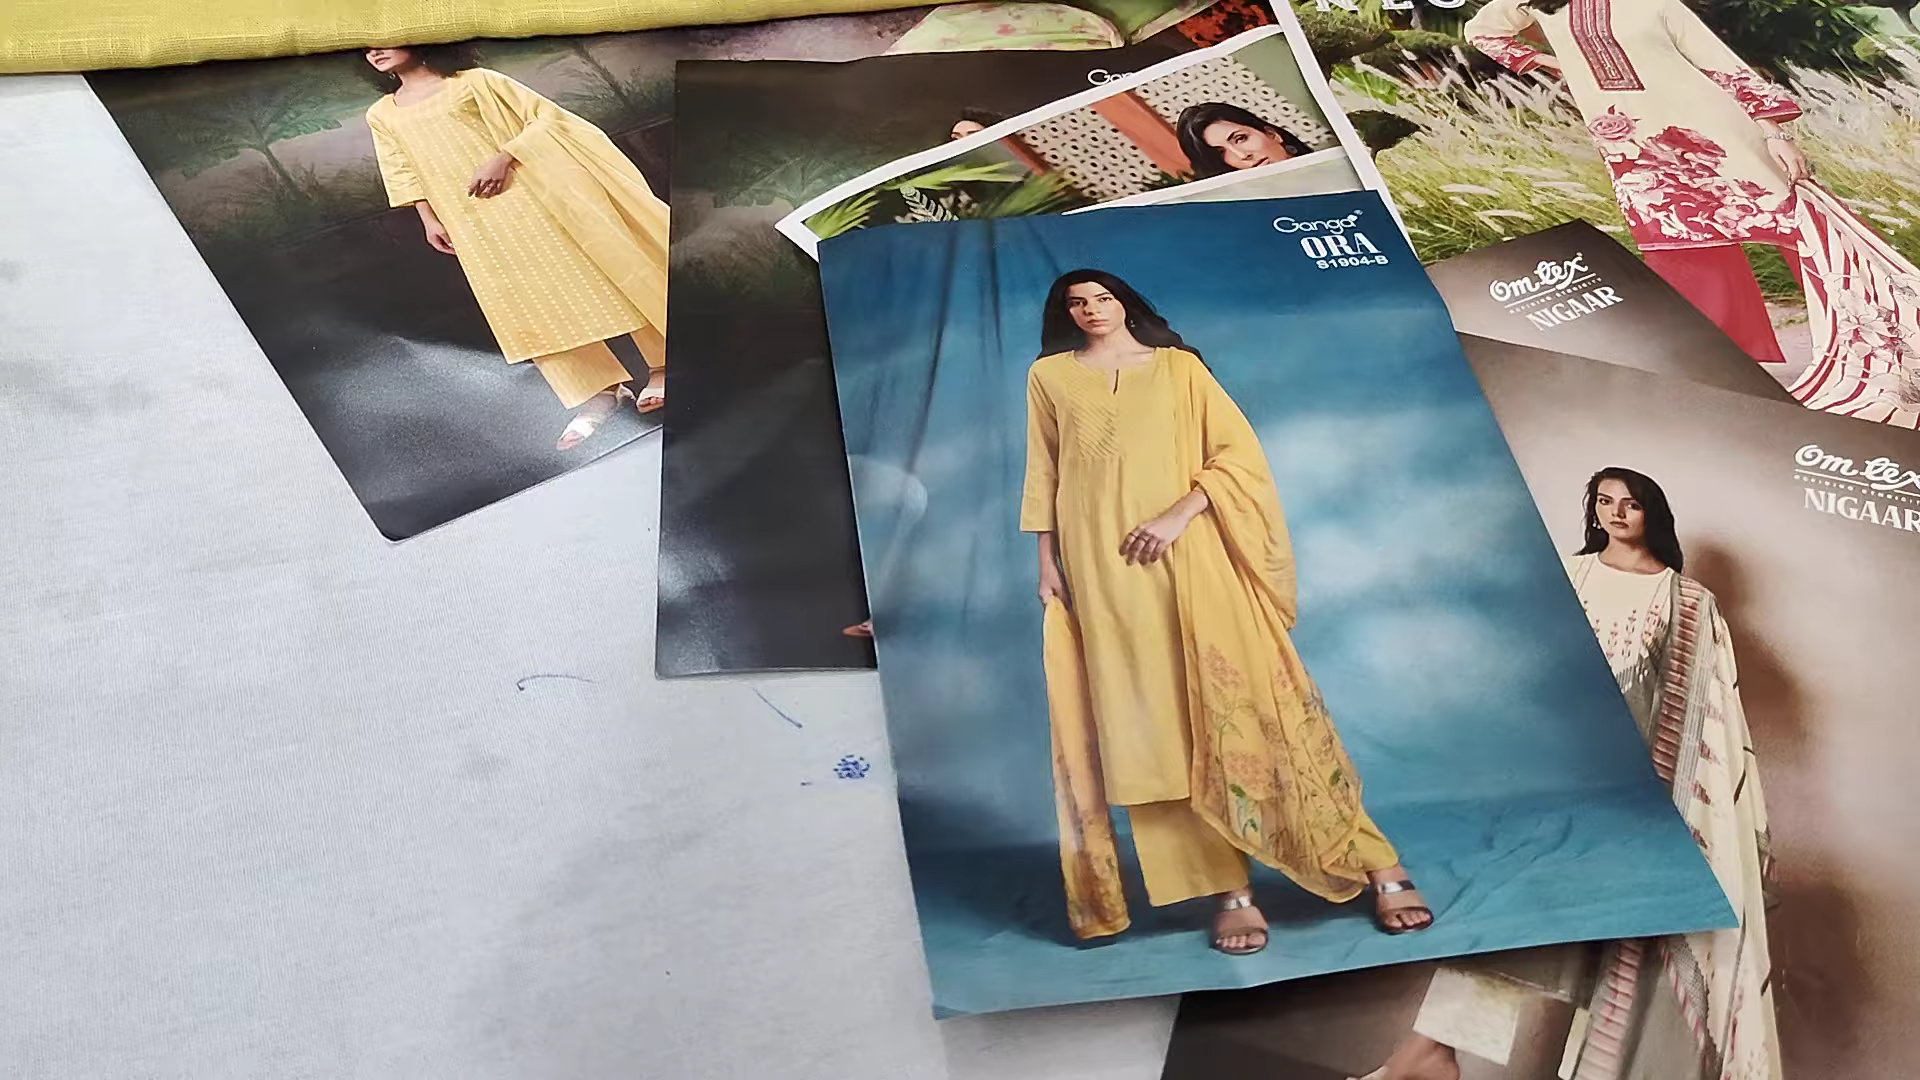 Ganga
ORA
S1904-B
Om-tex
NIGAAR
Om-tex
NIGAAR